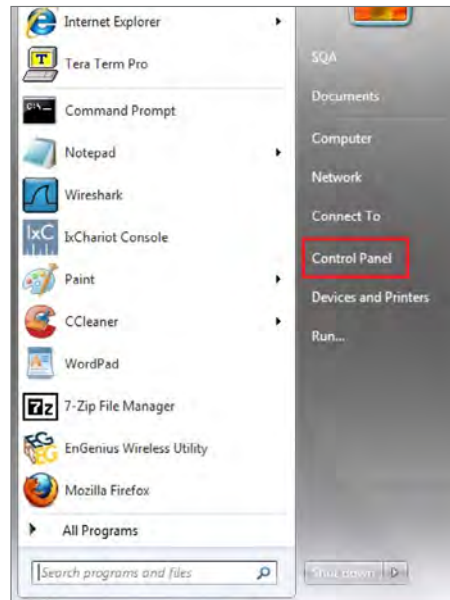 Internet Explorer
Tera Term Pro
C:\
Command Prompt
Notepad
Wireshark
IxC
IxChariot Console
Paint
CCleaner
WordPad
7z
7-Zip File Manager
EnGenius Wireless Utility
Mozilla Firefox
All Programs
Search programs and files
SQA
Documents
Computer
Network
Connect To
Control Panel
Devices and Printers
Run...
Shut down